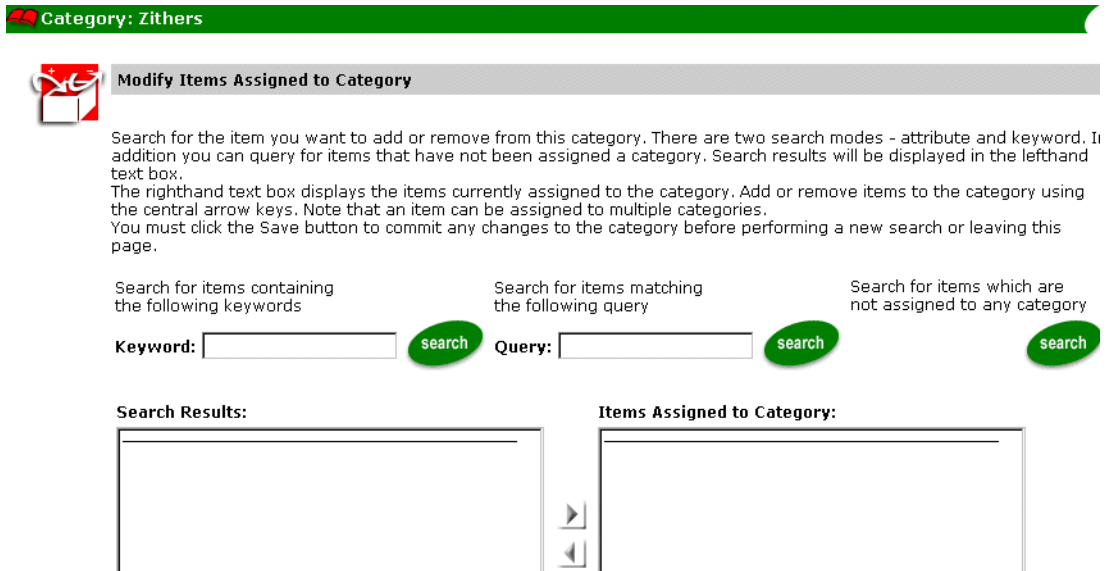 Category: Zithers
Modify Items Assigned to Category
Search for the item you want to add or remove from this category. There are two search modes - attribute and keyword.
addition you can query for items that have not been assigned a category. Search results will be displayed in the lefthand
text box.
The righthand text box displays the items currently assigned to the category. Add or remove items to the category using
the central arrow keys. Note that an item can be assigned to multiple categories.
You must click the Save button to commit any changes to the category before performing a new search or leaving this
page.
Search for items containing
the following keywords
Keyword: search
Search for items matching
the following query
Query: search
Search for items which are
not assigned to any category
search
Search Results:
Items Assigned to Category: